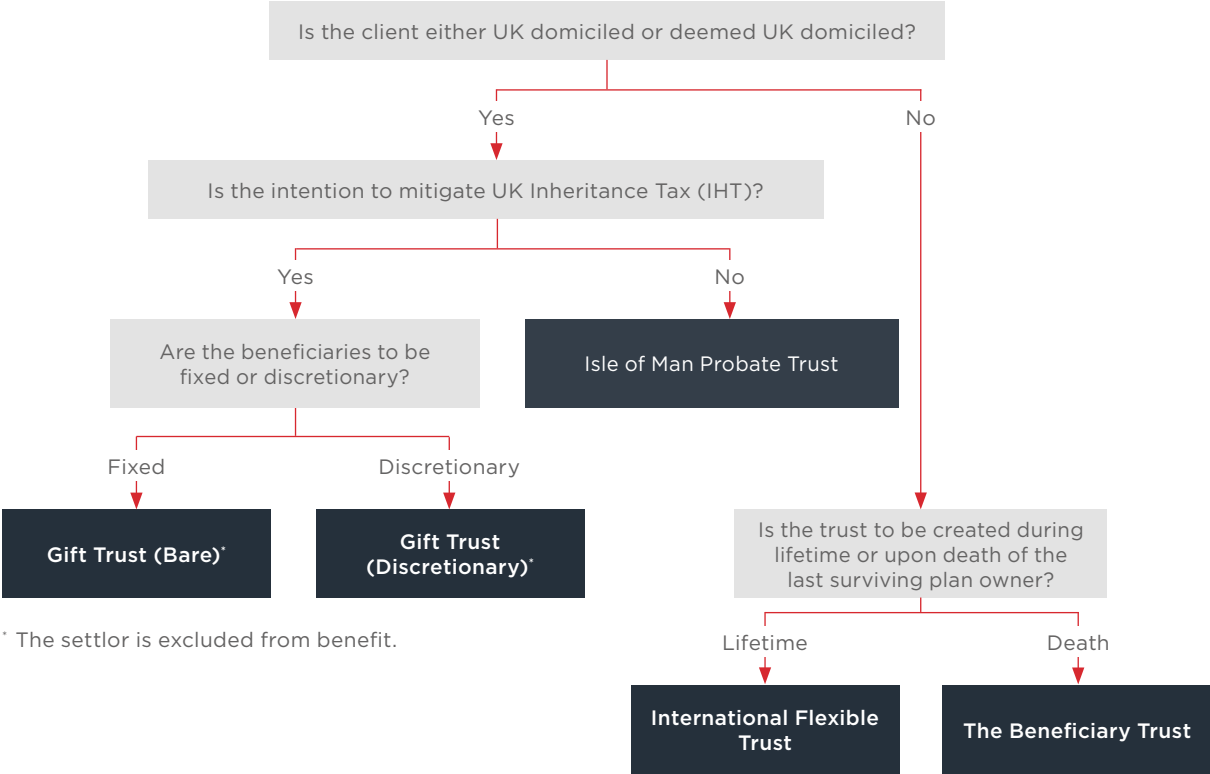 Is the client either UK domiciled or deemed UK domiciled?
Yes
No
Is the intention to mitigate UK Inheritance Tax (IHT)?
Yes
No
Are the beneficiaries to be
fixed or discretionary?
Isle of Man Probate Trust
Fixed
Discretionary
Gift Trust (Bare)*
Gift Trust
(Discretionary)*
Is the trust to be created during
lifetime or upon death of the
last surviving plan owner?
* The settlor is excluded from benefit.
Lifetime
Death
International Flexible
Trust
The Beneficiary Trust